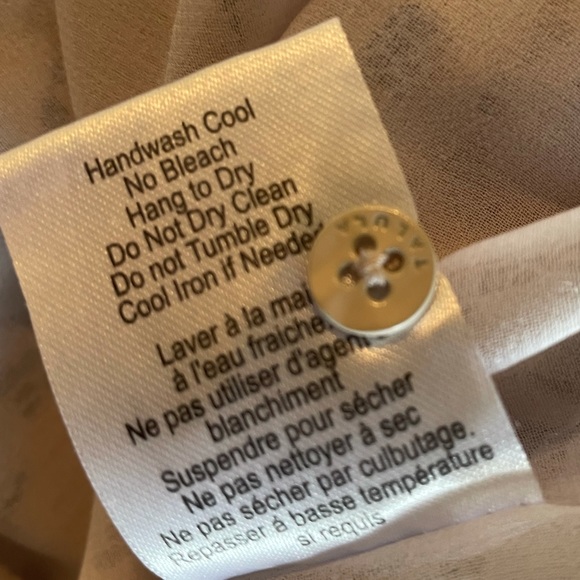 Handwash Cool
No Bleach
Hang to Dry
Do Not Dry Clean
Do not Tumble Dry
Cool Iron If Needed
TALULA
Laver à la mai
à l'eau fraiche
Ne pas utiliser d'agent
blanchiment
Suspendre pour sécher
Ne pas nettoyer à sec
Ne pas sécher par culbutage.
Repasser à basse température
si requis